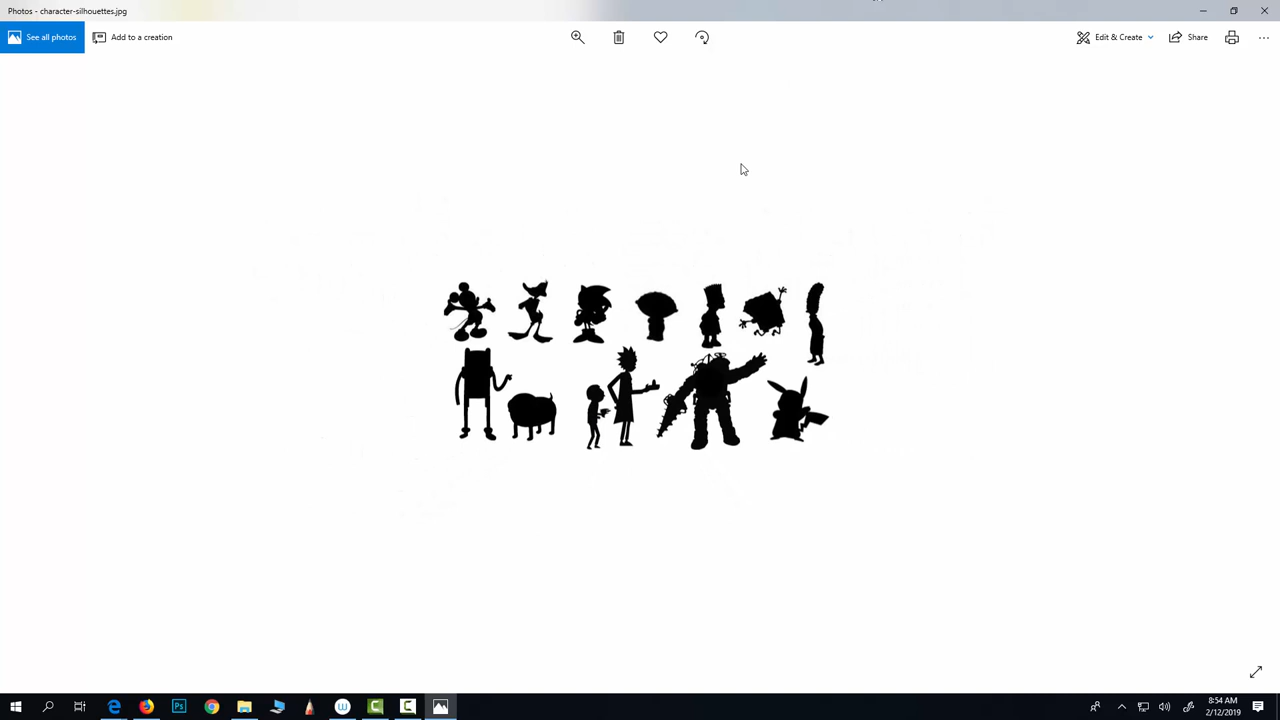 Photos - character-silhouettes.jpg
See all photos
Add to a creation
Edit & Create
Share
Ps
W
8:54 AM
2/12/2019